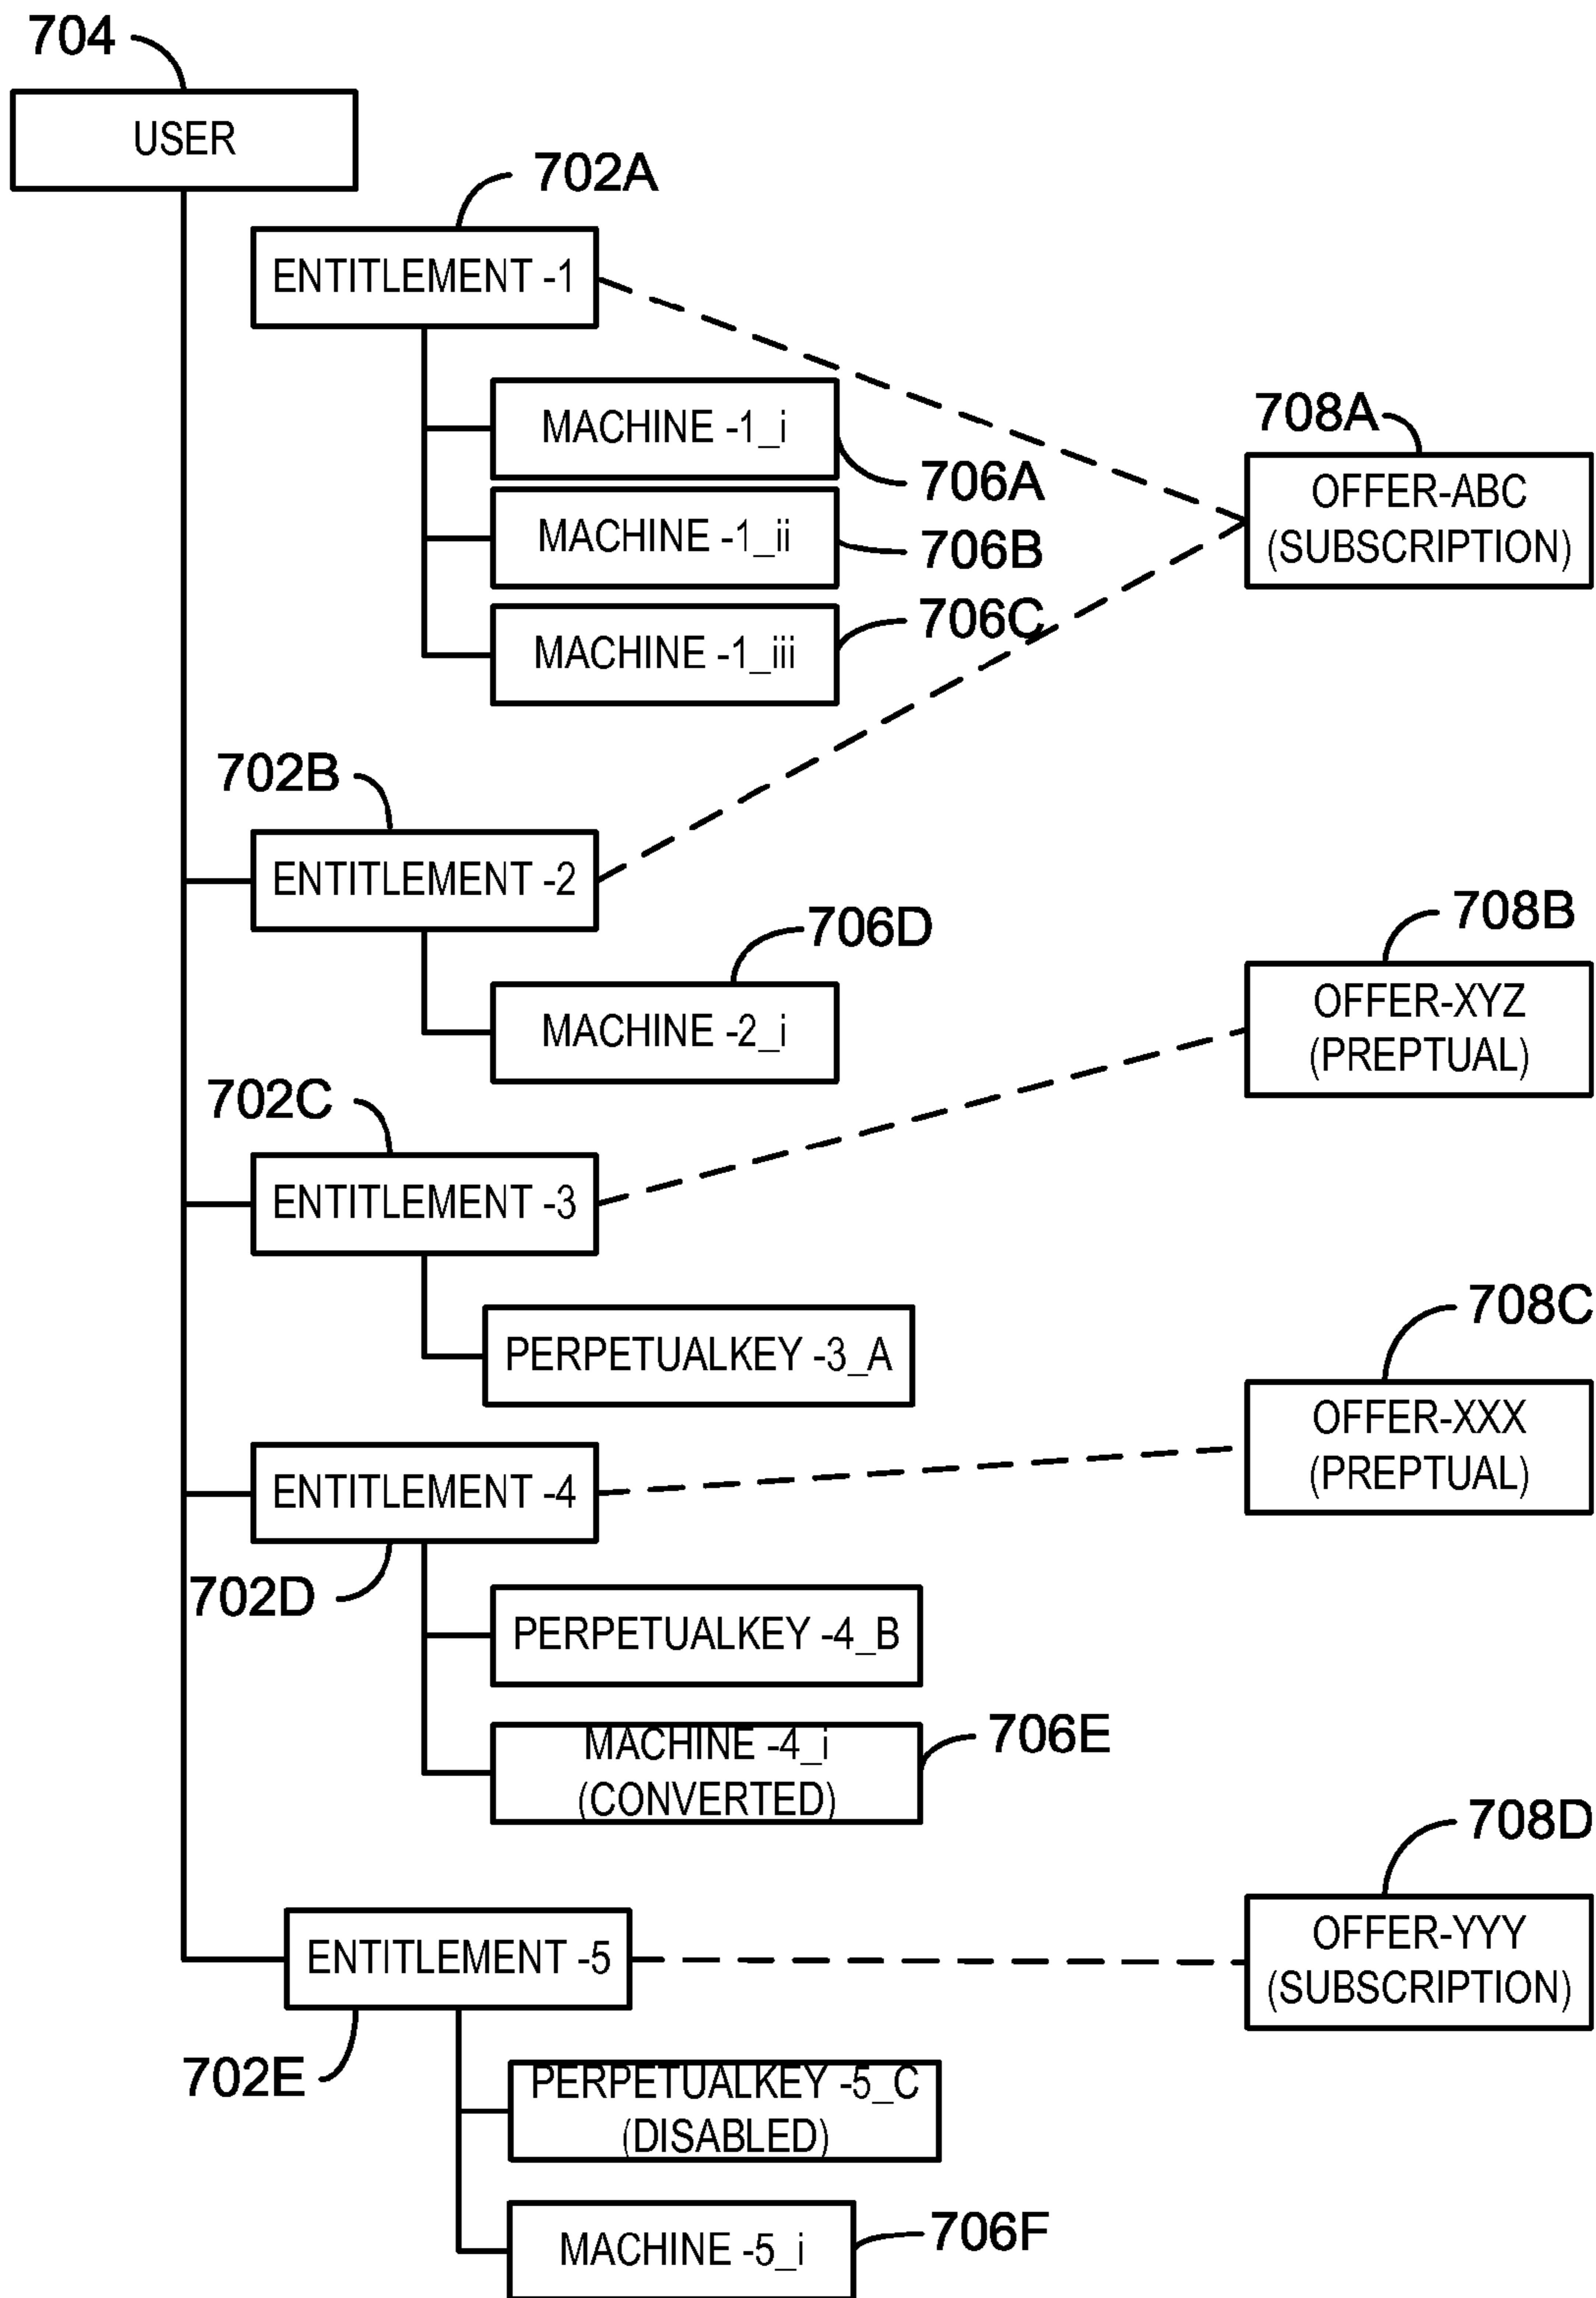 704
USER
702A
ENTITLEMENT -1
MACHINE -1_i
706A
MACHINE -1_ii
706B
MACHINE -1_iii
706C
708A
OFFER-ABC
(SUBSCRIPTION)
702B
ENTITLEMENT -2
706D
MACHINE -2_i
708B
OFFER-XYZ
(PREPTUAL)
702C
ENTITLEMENT -3
PERPETUALKEY -3_A
708C
OFFER-XXX
(PREPTUAL)
ENTITLEMENT -4
702D
PERPETUALKEY -4_B
MACHINE -4_i
(CONVERTED)
706E
708D
OFFER-YYY
(SUBSCRIPTION)
ENTITLEMENT -5
702E
PERPETUALKEY -5_C
(DISABLED)
MACHINE -5_i
706F